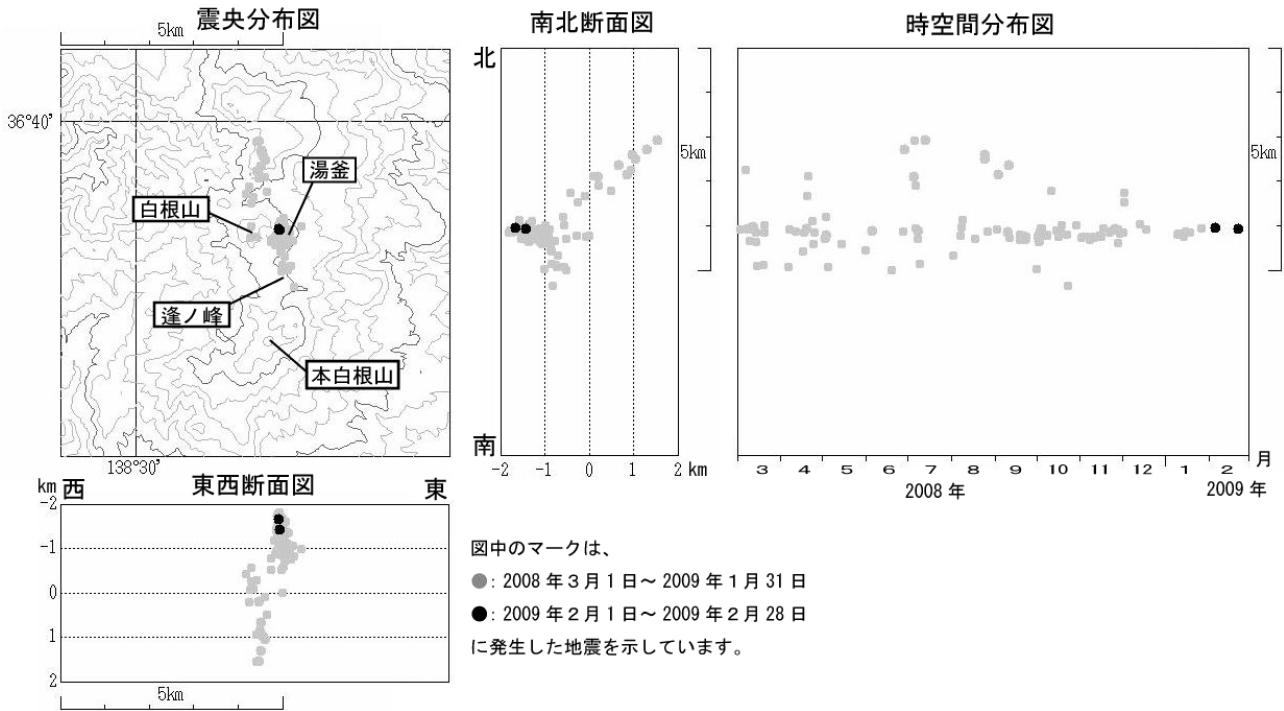 震央分布図
5km
36°40'
湯釜
白根山
逢ノ峰
本白根山
138°30'
南北断面図
北
南
5km
-2 -1 0 1 2 km
時空間分布図
5km
3 4 5 6 7 8 9 10 11 12 1 2 月
2008 年 2009 年
東西断面図
km 西 東
-2
-1
0
1
2
5km
図中のマークは、
●: 2008 年３月１日～ 2009 年１月 31 日
●: 2009 年２月１日～ 2009 年２月 28 日
に発生した地震を示しています。